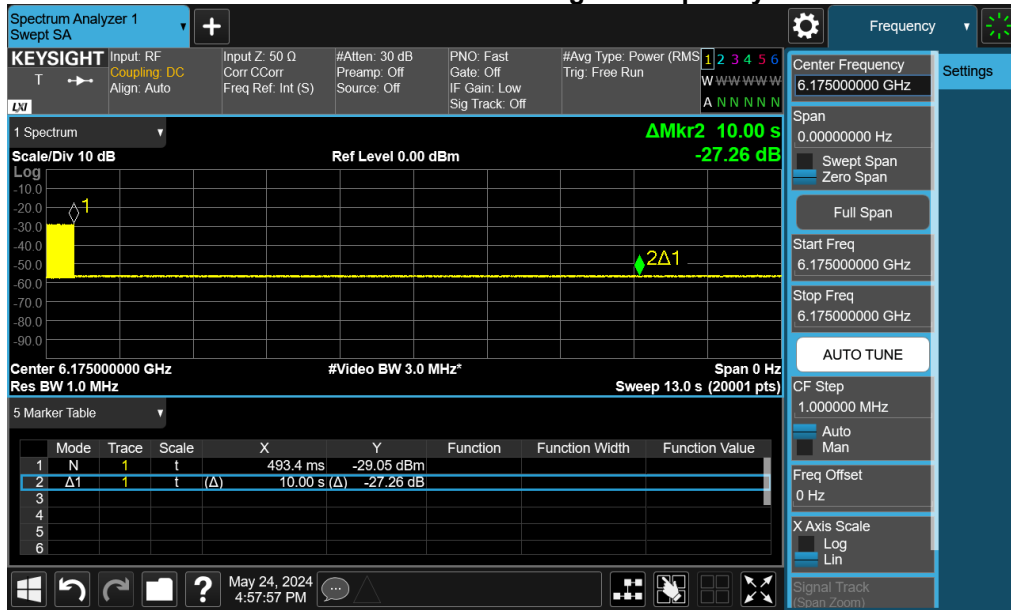 Spectrum Analyzer 1
Swept SA
+
Frequency
KEYSIGHT
T
LXI
Input: RF
Coupling: DC
Align: Auto
Input Z: 50 Ω
Corr CCorr
Freq Ref: Int (S)
#Atten: 30 dB
Preamp: Off
Source: Off
PNO: Fast
Gate: Off
IF Gain: Low
Sig Track: Off
#Avg Type: Power (RMS
Trig: Free Run
1 2 3 4 5 6
W W W W W W
A N N N N N
1 Spectrum
Scale/Div 10 dB
Ref Level 0.00 dBm
ΔMkr2 10.00 s
-27.26 dB
Log
-10.0
-20.0
-30.0
-40.0
-50.0
-60.0
-70.0
-80.0
-90.0
1
2Δ1
Center 6.175000000 GHz
#Video BW 3.0 MHz*
Span 0 Hz
Res BW 1.0 MHz
Sweep 13.0 s (20001 pts)
5 Marker Table
Mode Trace Scale X Y Function Function Width Function Value
1 N 1 t 493.4 ms -29.05 dBm
2 Δ1 1 t (Δ) 10.00 s (Δ) -27.26 dB
3
4
5
6
?
May 24, 2024
4:57:57 PM
Center Frequency
6.175000000 GHz
Settings
Span
0.00000000 Hz
Swept Span
Zero Span
Full Span
Start Freq
6.175000000 GHz
Stop Freq
6.175000000 GHz
AUTO TUNE
CF Step
1.000000 MHz
Auto
Man
Freq Offset
0 Hz
X Axis Scale
Log
Lin
Signal Track
(Span Zoom)